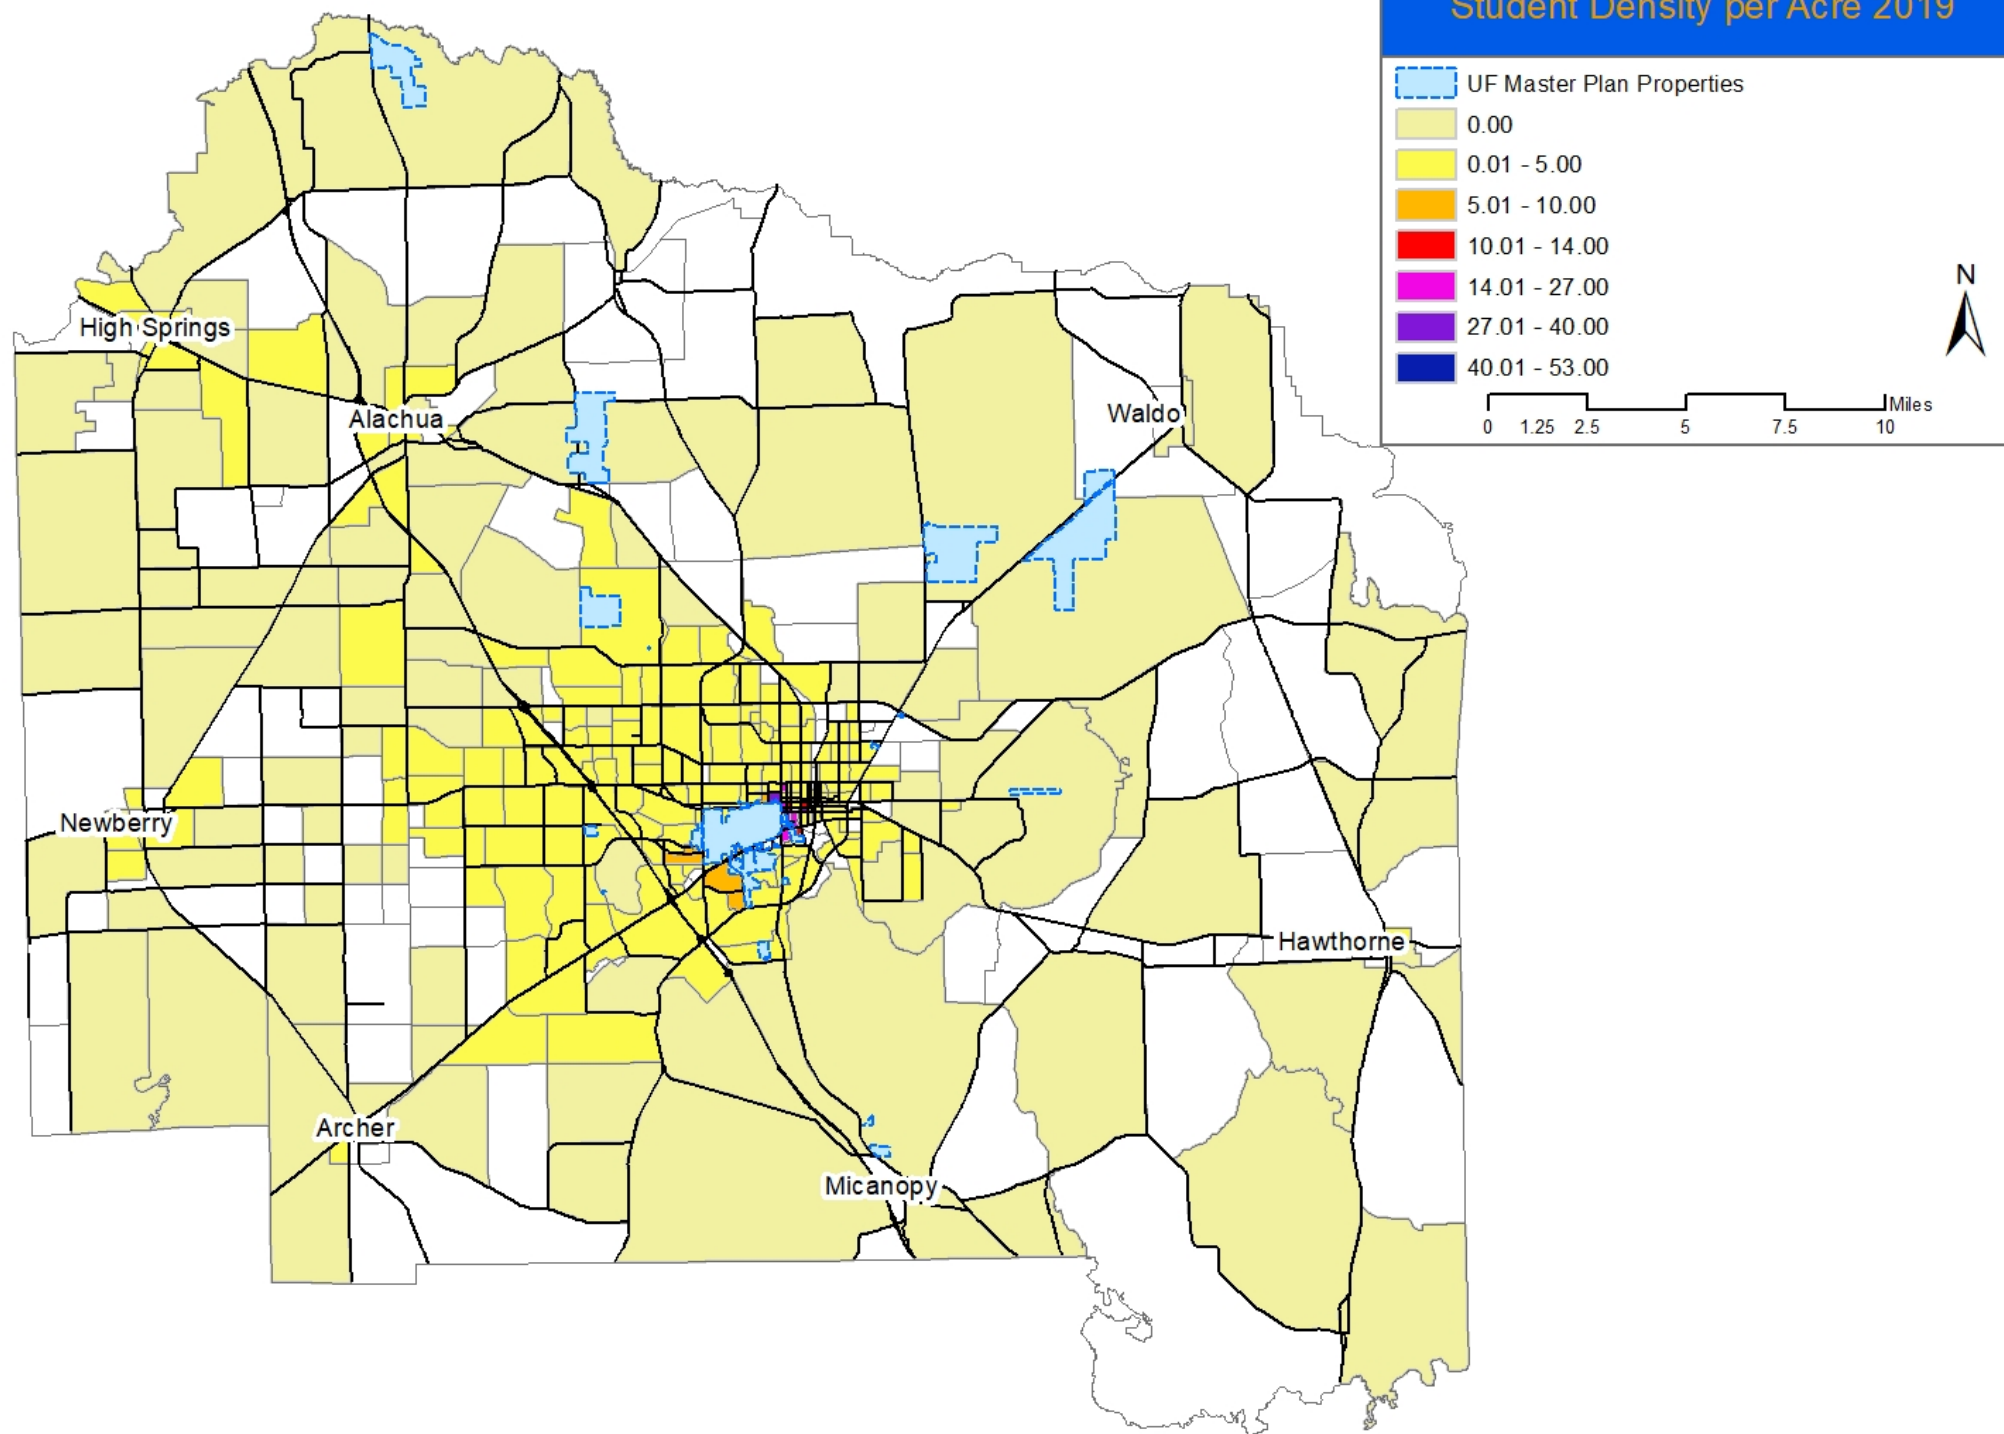 Student Density per Acre 2019
UF Master Plan Properties
0.00
0.01 - 5.00
5.01 - 10.00
10.01 - 14.00
14.01 - 27.00
27.01 - 40.00
40.01 - 53.00
N
Miles
0 1.25 2.5 5 7.5 10
High Springs
Alachua
Waldo
Newberry
Hawthorne
Archer
Micanopy